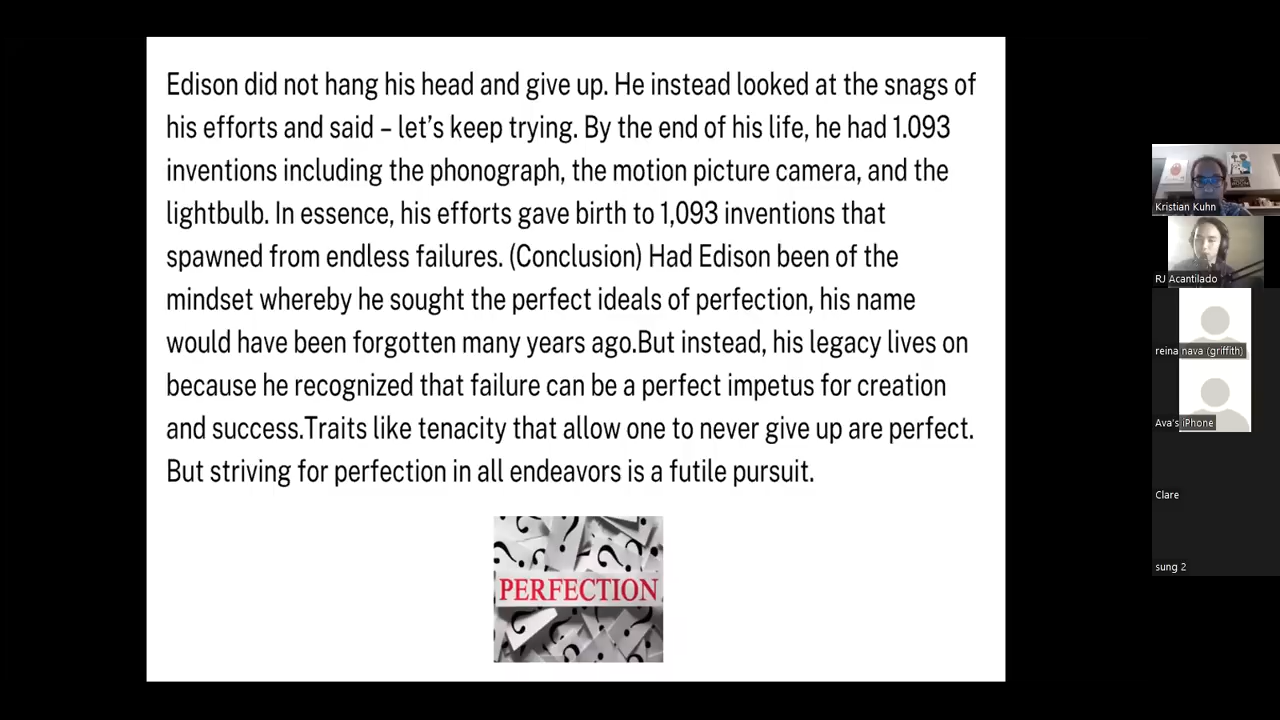 Edison did not hang his head and give up. He instead looked at the snags of
his efforts and said – let's keep trying. By the end of his life, he had 1.093
inventions including the phonograph, the motion picture camera, and the
lightbulb. In essence, his efforts gave birth to 1,093 inventions that
spawned from endless failures. (Conclusion) Had Edison been of the
mindset whereby he sought the perfect ideals of perfection, his name
would have been forgotten many years ago.But instead, his legacy lives on
because he recognized that failure can be a perfect impetus for creation
and success.Traits like tenacity that allow one to never give up are perfect.
But striving for perfection in all endeavors is a futile pursuit.
PERFECTION
Kristian Kuhn
RJ Acantilado
reina nava (griffith)
Ava's iPhone
Clare
sung 2